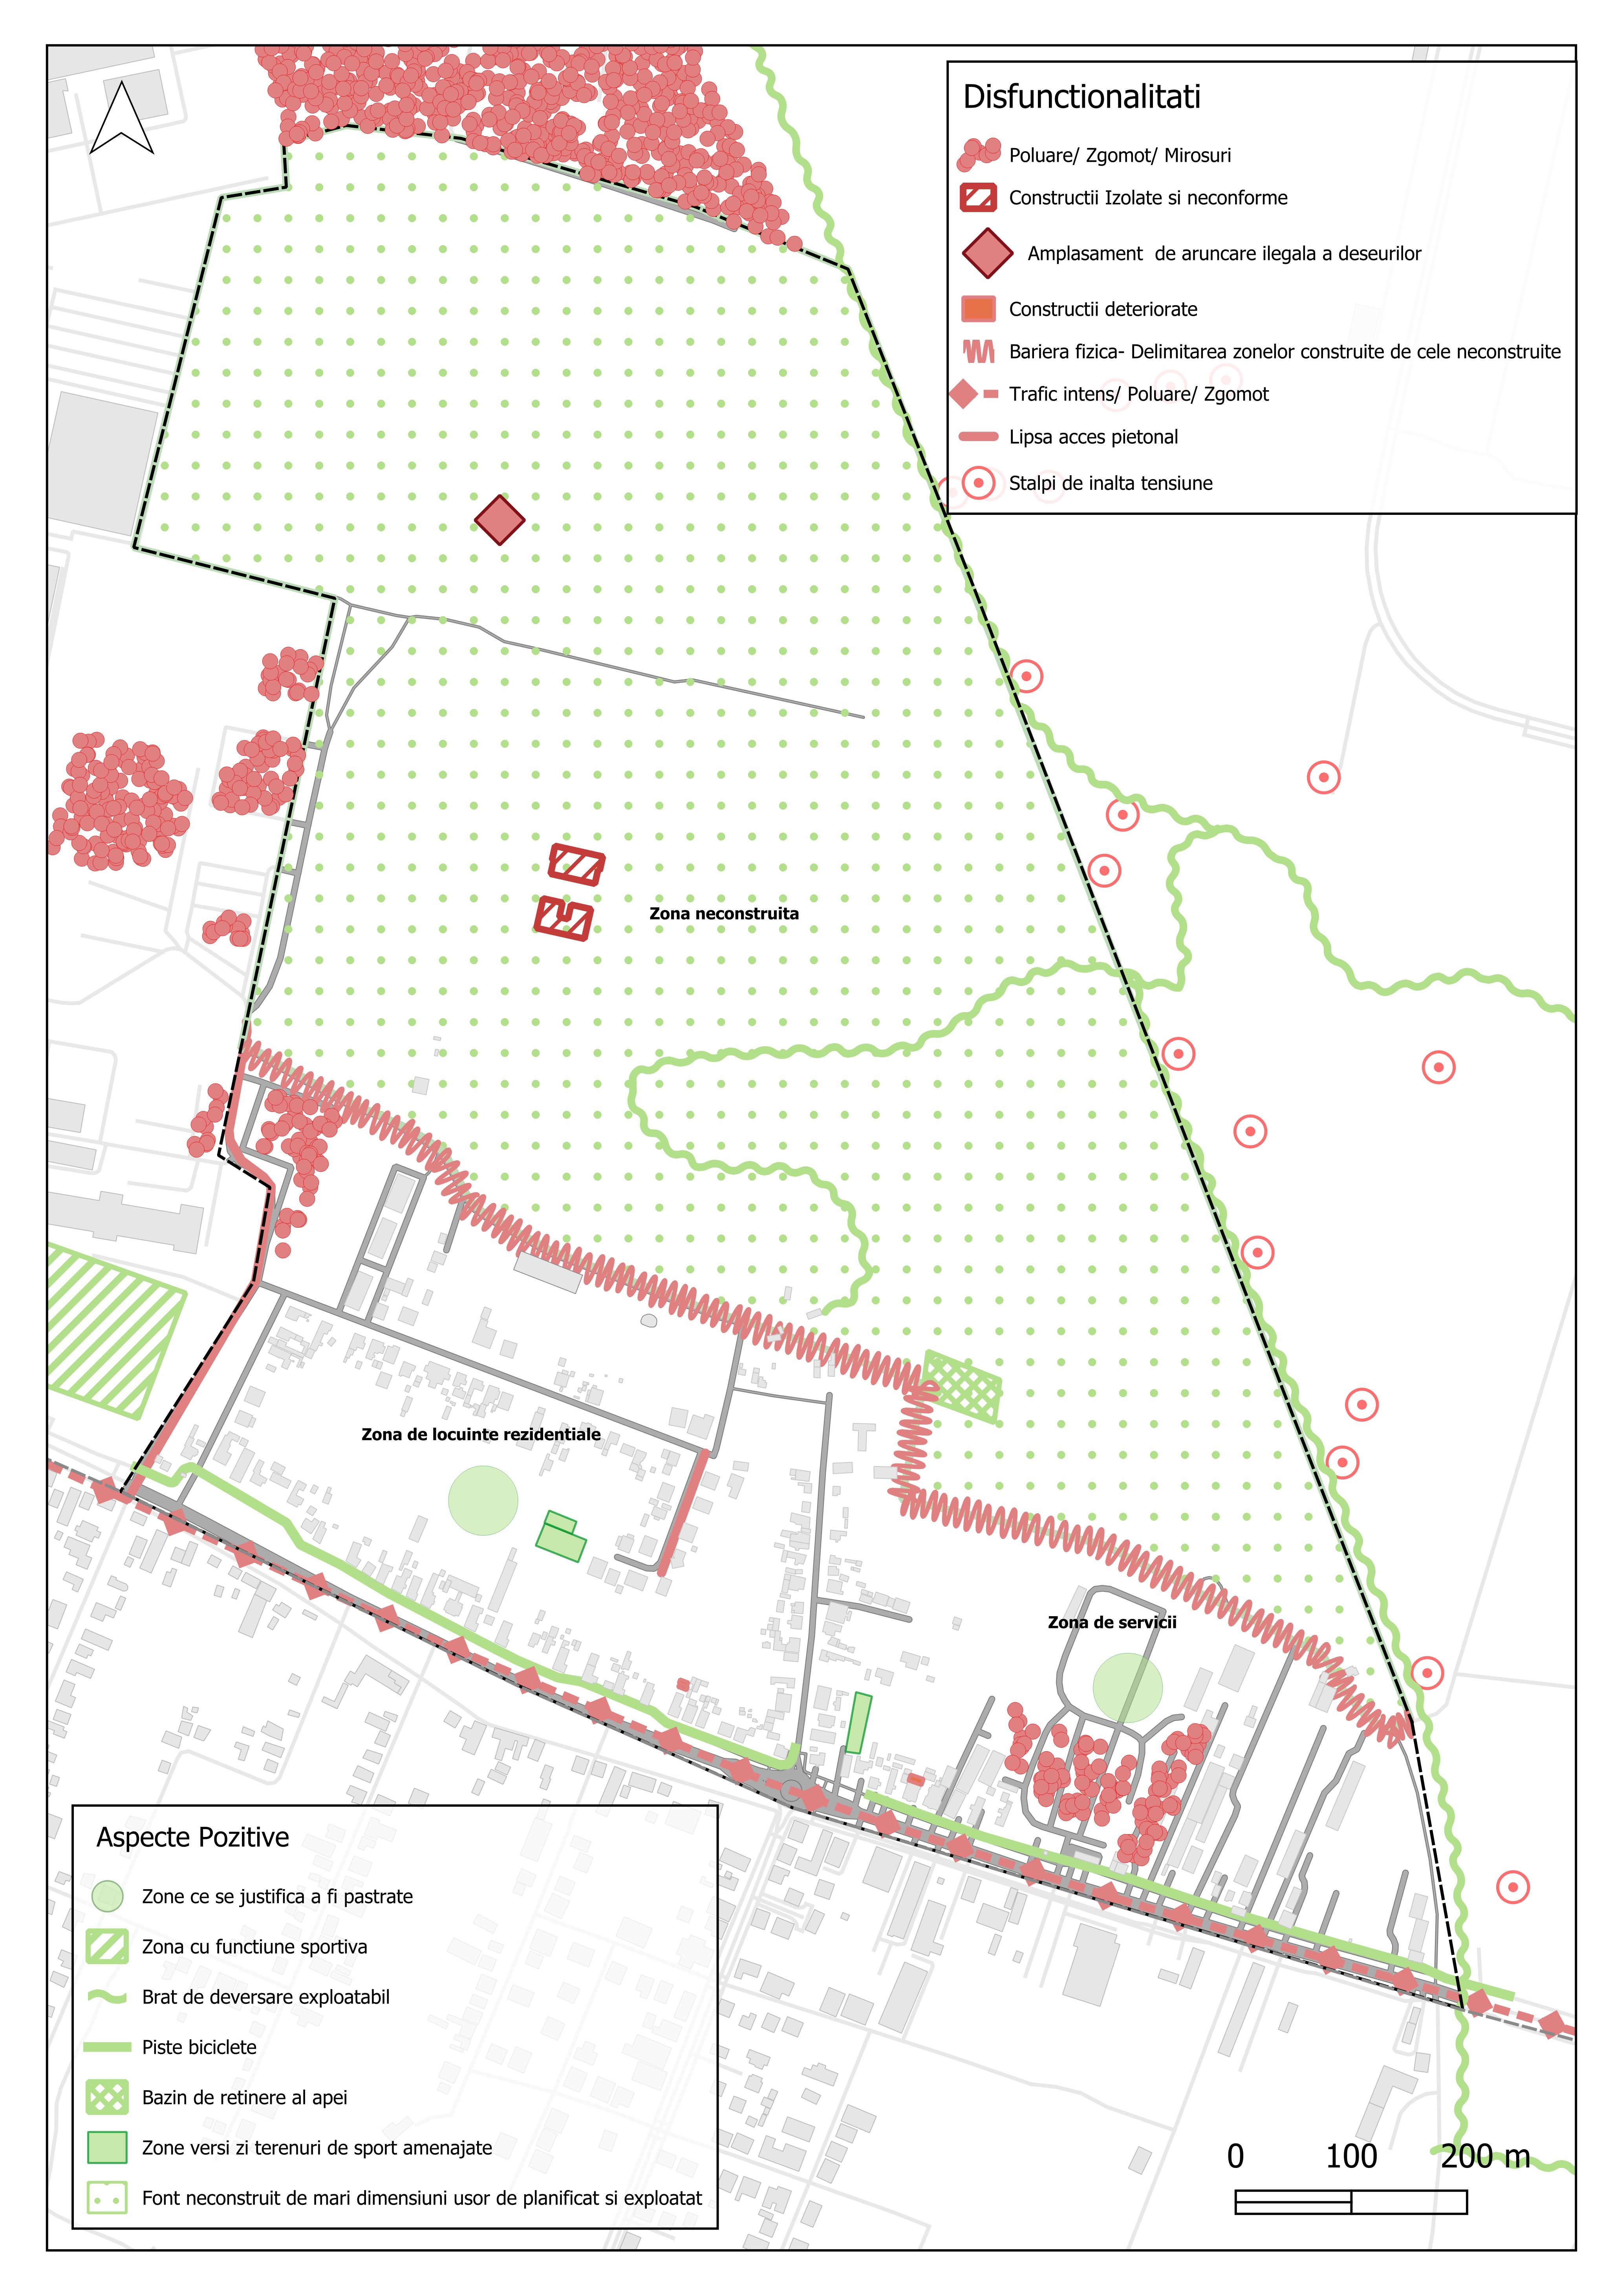 Disfunctionalitati
Poluare/ Zgomot/ Mirosuri
Constructii Izolate si neconforme
Amplasament  de aruncare ilegala a deseurilor
Constructii deteriorate
Bariera fizica- Delimitarea zonelor construite de cele neconstruite
Trafic intens/ Poluare/ Zgomot
Lipsa acces pietonal
Stalpi de inalta tensiune
Zona neconstruita
Zona de locuinte rezidentiale
Zona de servicii
Aspecte Pozitive
Zone ce se justifica a fi pastrate
Zona cu functiune sportiva
Brat de deversare exploatabil
Piste biciclete
Bazin de retinere al apei
Zone versi zi terenuri de sport amenajate
Font neconstruit de mari dimensiuni usor de planificat si exploatat
0 100 200 m